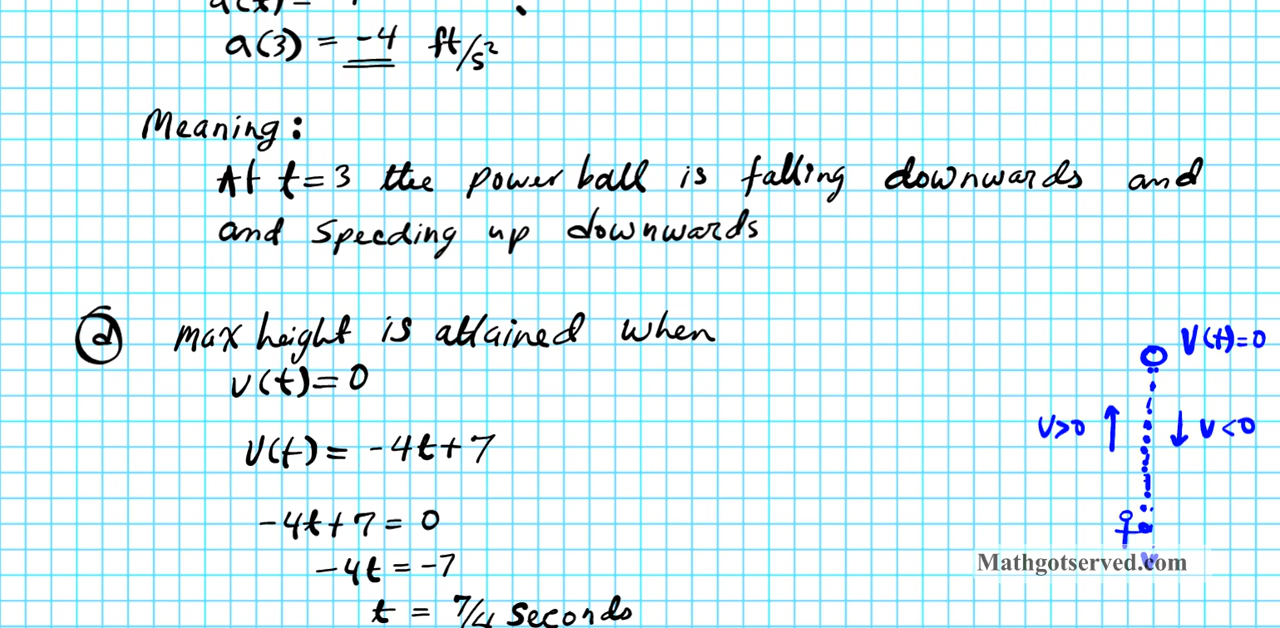 a(t) =
a(3) = -4 ft/s²
Meaning:
At t=3 the power ball is falling downwards and
and speeding up downwards
d max height is attained when
v(t)=0
V(t)=0
v(t)= -4t+7
V>0 ↑ ↓ V<0
-4t+7= 0
-4t = -7
Mathgotserved.com
t = 7/4 seconds